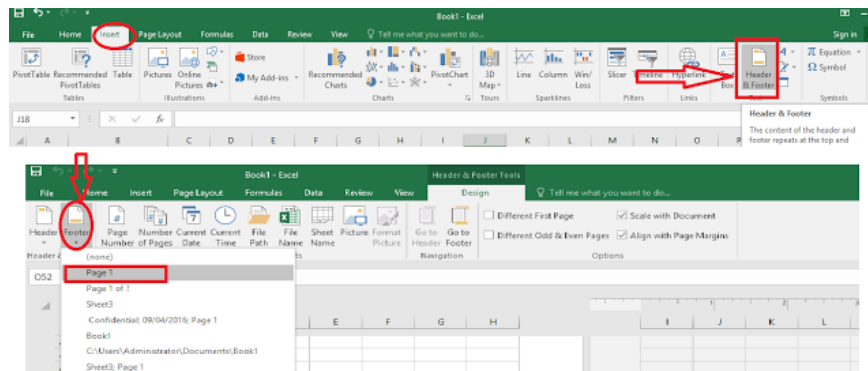 Book1 - Excel
File Home Insert Page Layout Formulas Data Review View Tell me what you want to do... Sign in
PivotTable Recommended PivotTables Table Pictures Online Pictures Store My Add-ins Recommended Charts PivotChart 3D Map Line Column Win/Loss Slicer Timeline Hyperlink Text Box Header & Footer Equation Symbol
Tables Illustrations Add-ins Charts Tours Sparklines Filters Links Text Symbols
J18 fx
Header & Footer
The content of the header and
footer repeats at the top and
A B C D E F G H I J K L M N O P
Book1 - Excel Header & Footer Tools
File Home Insert Page Layout Formulas Data Review View Design Tell me what you want to do...
Header Footer Page Number Number of Pages Current Date Current Time File Path File Name Sheet Name Picture Format Picture Go to Header Go to Footer
Different First Page Scale with Document
Different Odd & Even Pages Align with Page Margins
Header & Navigation Options
(none)
O52
Page 1
Page 1 of ?
Sheet3
Confidential; 09/04/2016; Page 1
E F G H I J K L
Book1
C:\Users\Administrator\Documents\Book1
Sheet3; Page 1